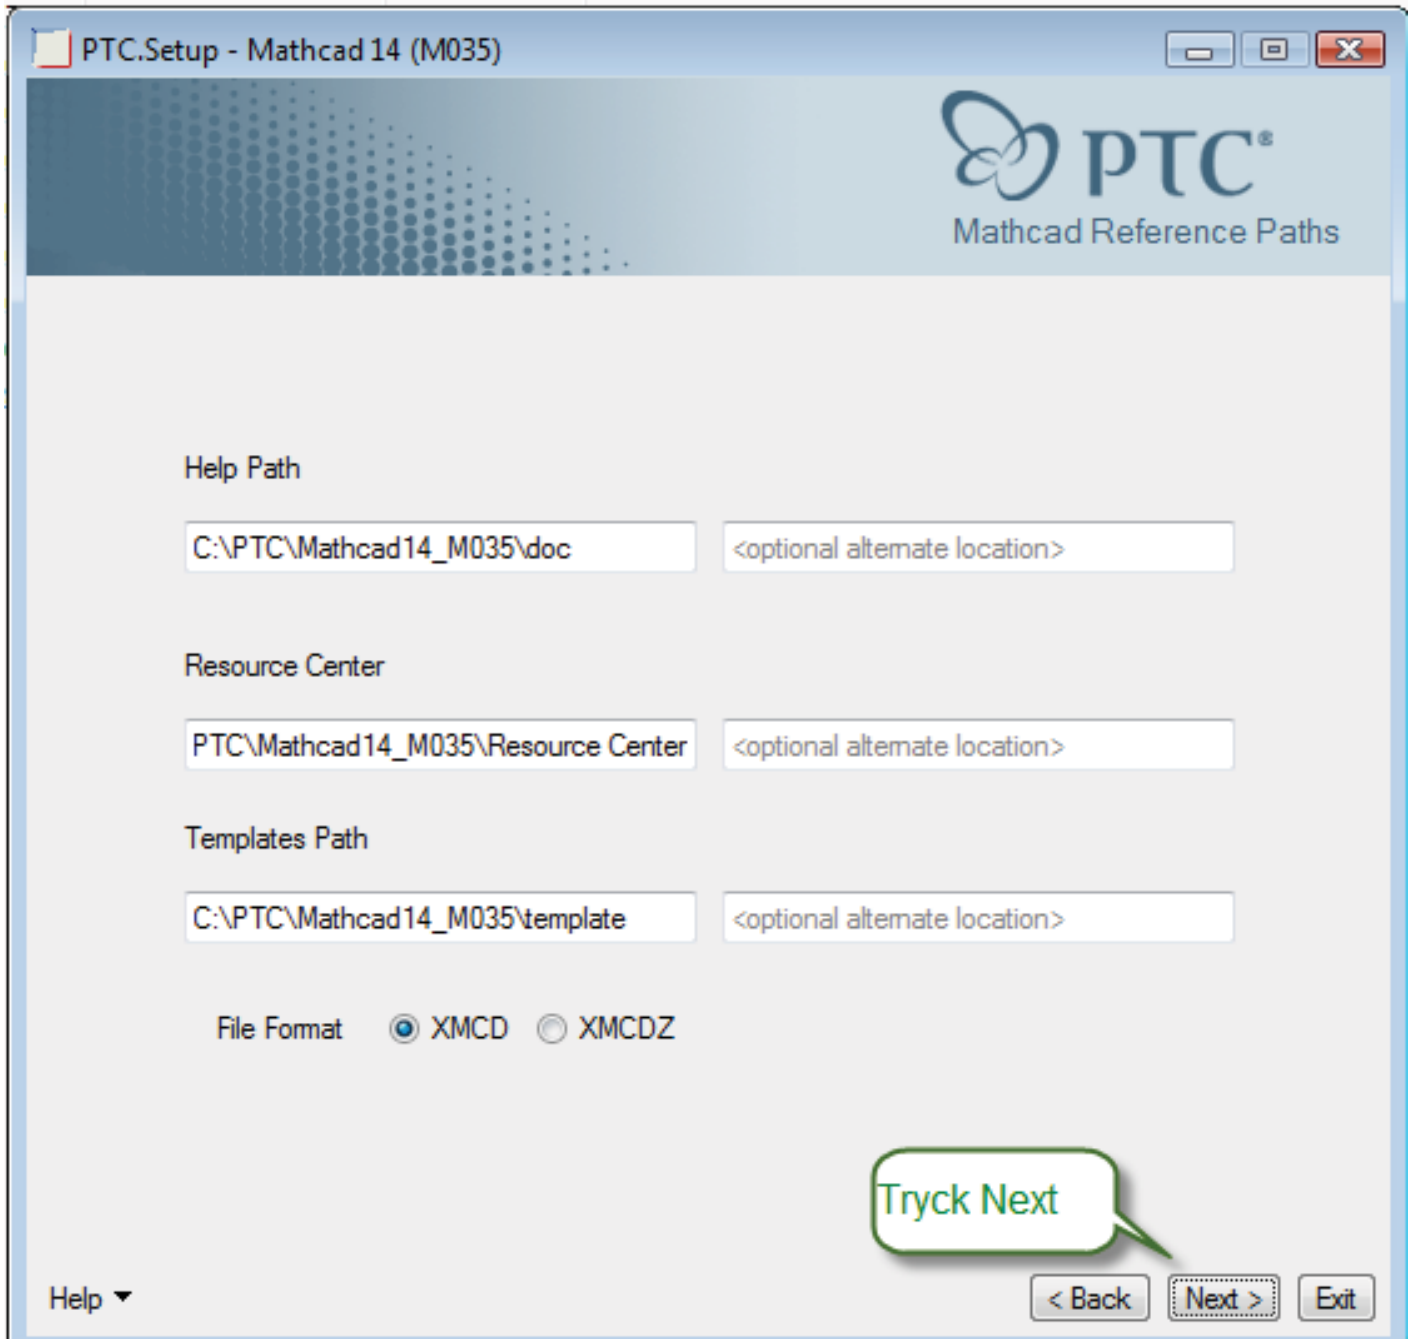 PTC.Setup - Mathcad 14 (M035)
PTC®
Mathcad Reference Paths
Help Path
C:\PTC\Mathcad14_M035\doc <optional alternate location>
Resource Center
PTC\Mathcad14_M035\Resource Center <optional alternate location>
Templates Path
C:\PTC\Mathcad14_M035\template <optional alternate location>
File Format XMCD XMCDZ
Tryck Next
Help < Back Next > Exit